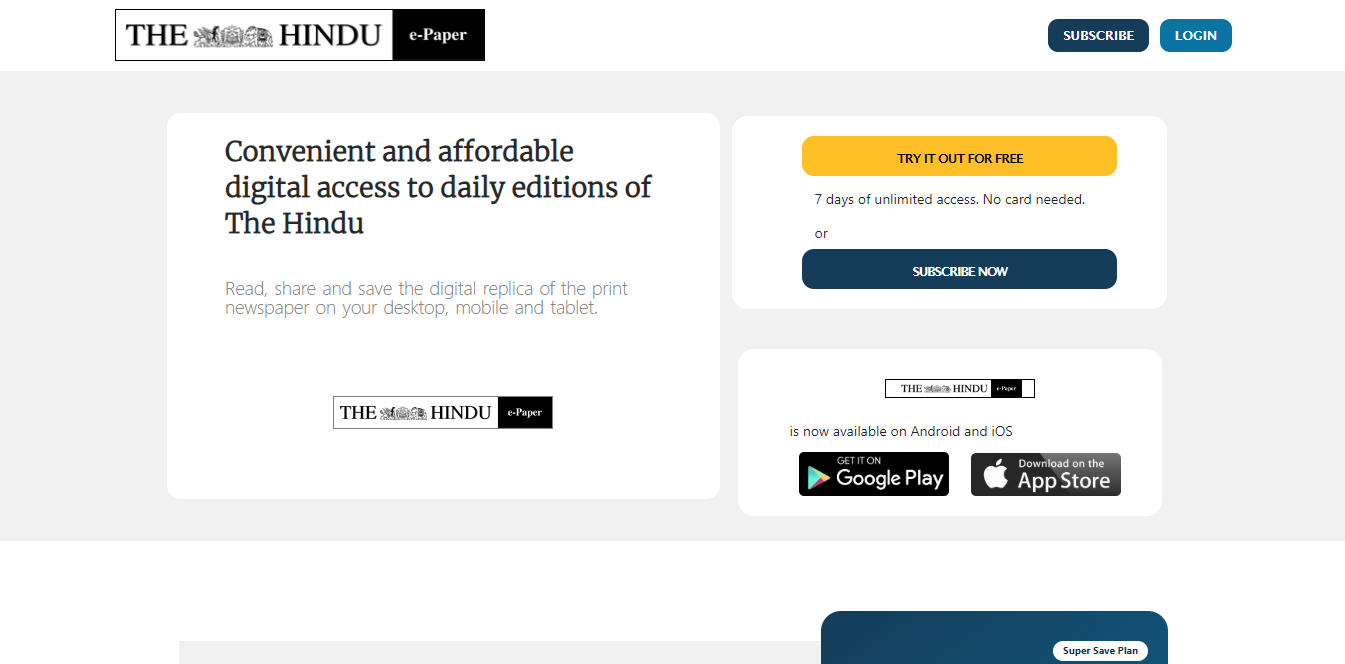 THE HINDU e-Paper
SUBSCRIBE
LOGIN
Convenient and affordable
digital access to daily editions of
The Hindu
Read, share and save the digital replica of the print
newspaper on your desktop, mobile and tablet.
THE HINDU e-Paper
TRY IT OUT FOR FREE
7 days of unlimited access. No card needed.
or
SUBSCRIBE NOW
THE HINDU e-Paper
is now available on Android and iOS
GET IT ON
Google Play
Download on the
App Store
Super Save Plan